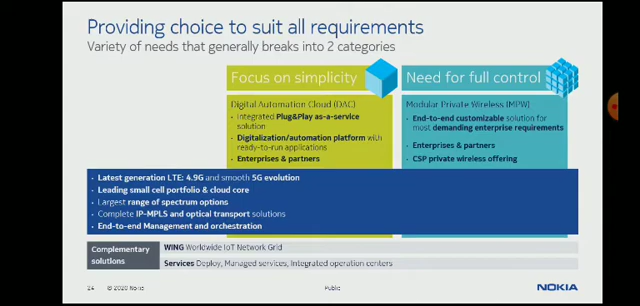 Providing choice to suit all requirements
Variety of needs that generally breaks into 2 categories
Focus on simplicity
Digital Automation Cloud (DAC)
• Integrated Plug&Play as-a-service
solution
• Digitalization/automation platform with
ready-to-run applications
• Enterprises & partners
Need for full control
Modular Private Wireless (MPW)
• End-to-end customizable solution for
most demanding enterprise requirements
• Enterprises & partners
• CSP private wireless offering
• Latest generation LTE: 4.9G and smooth 5G evolution
• Leading small cell portfolio & cloud core
• Largest range of spectrum options
• Complete IP-MPLS and optical transport solutions
• End-to-end Management and orchestration
Complementary
solutions
WING Worldwide IoT Network Grid
Services Deploy, Managed services, Integrated operation centers
24 © 2020 Nokia Public NOKIA